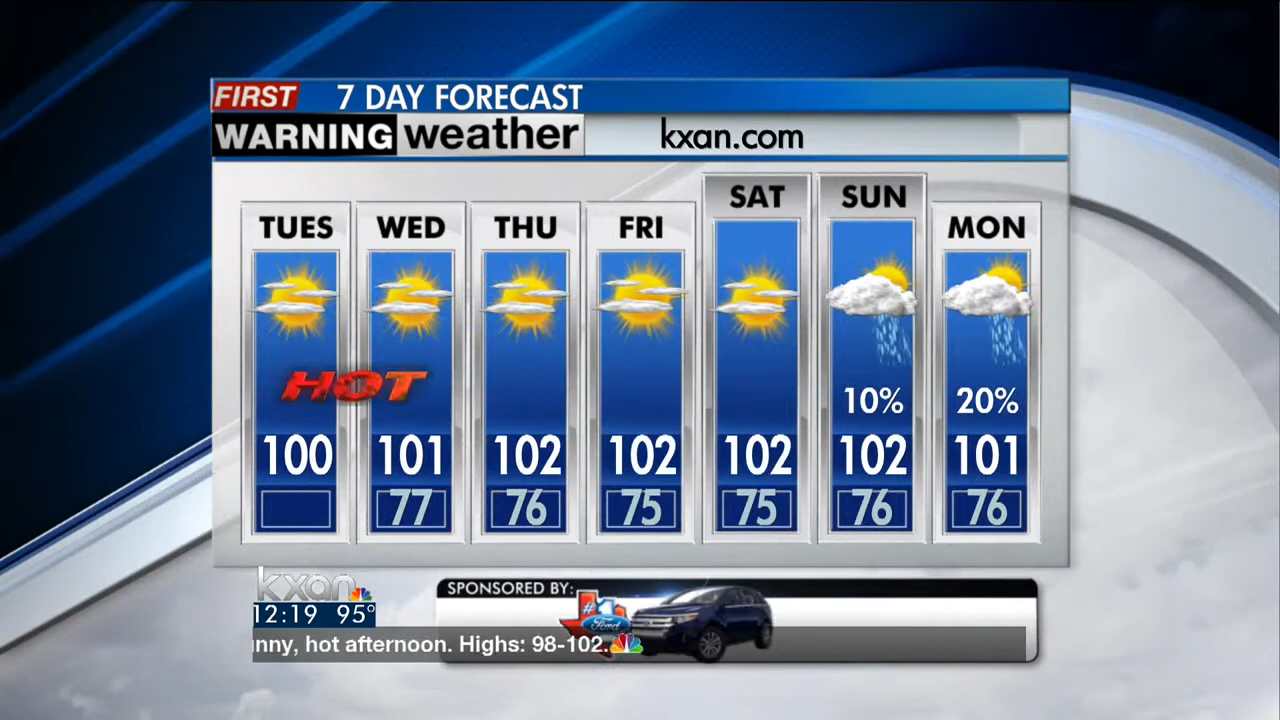 FIRST 7 DAY FORECAST
WARNING weather kxan.com
SAT SUN
TUES WED THU FRI MON
HOT
10% 20%
100 101 102 102 102 102 101
77 76 75 75 76 76
kxan
SPONSORED BY:
#1
Ford
12:19 95°
nny, hot afternoon. Highs: 98-102.